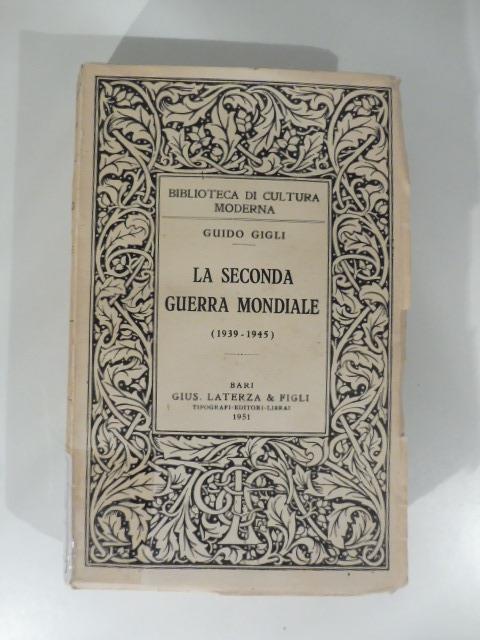 BIBLIOTECA DI CULTURA
MODERNA
GUIDO GIGLI
LA SECONDA
GUERRA MONDIALE
(1939-1945)
BARI
GIUS. LATERZA & FIGLI
TIPOGRAFI-EDITORI-LIBRAI
1951